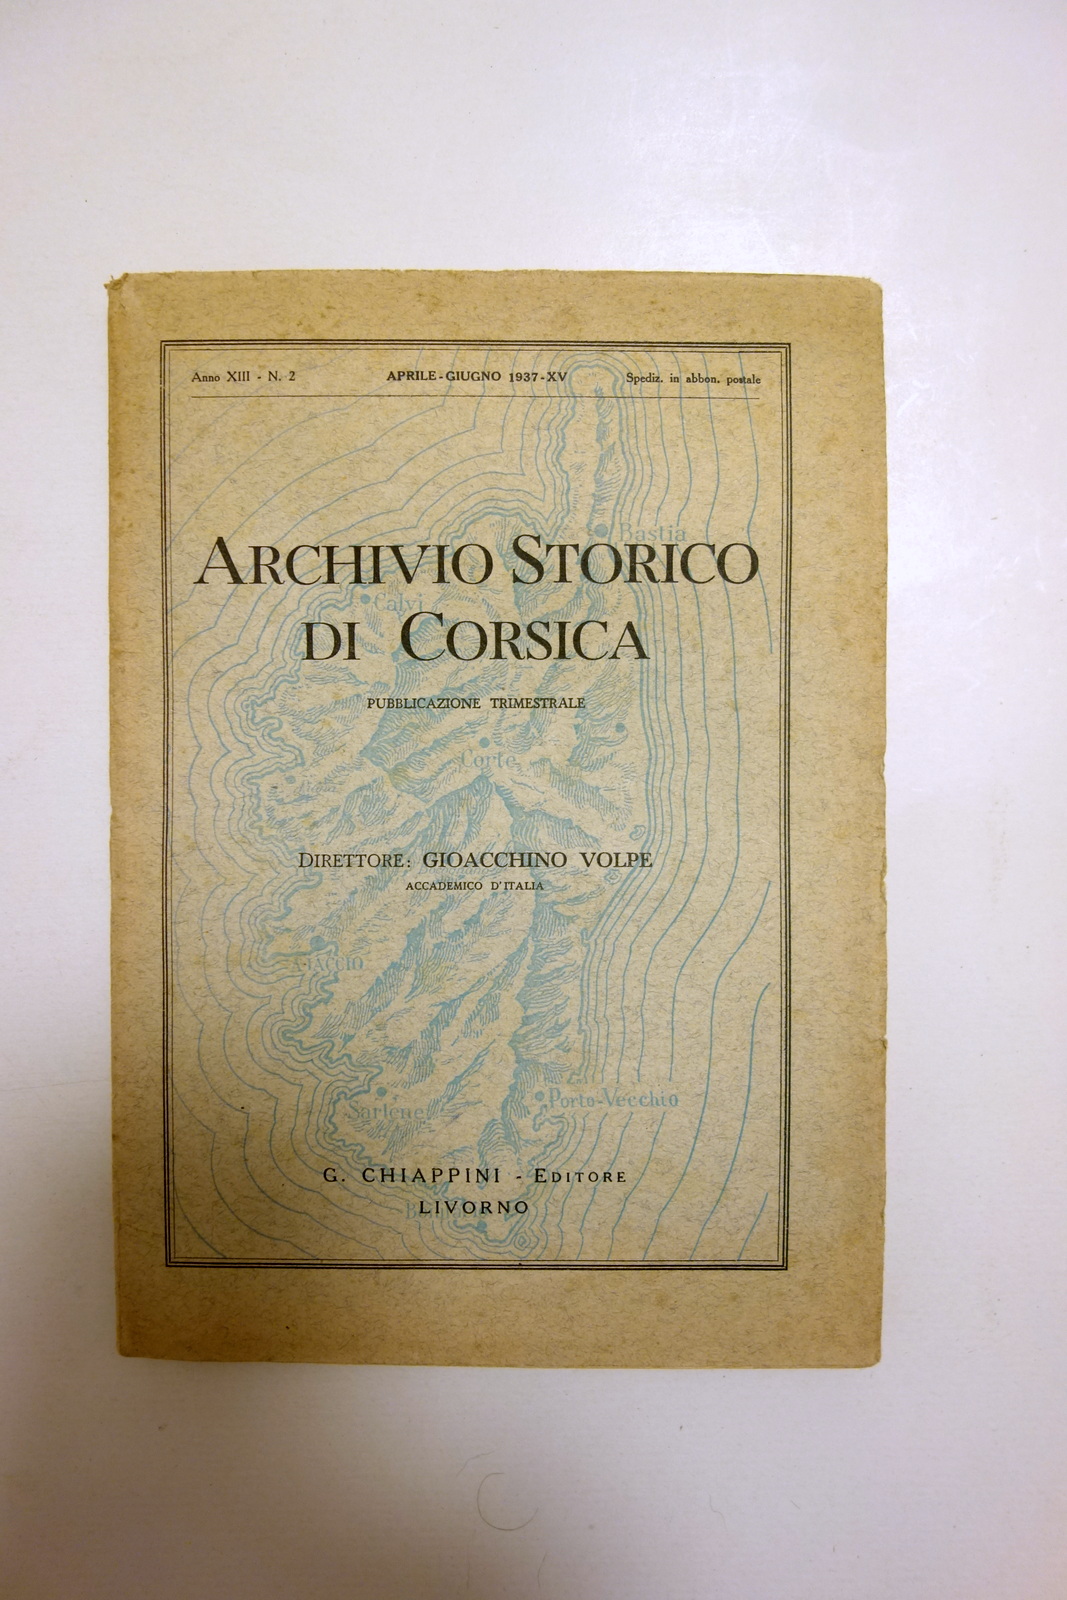 Anno XIII - N. 2 APRILE-GIUGNO 1937-XV Spediz. in abbon. postale
Bastia
ARCHIVIO STORICO
Calvi
DI CORSICA
PUBBLICAZIONE TRIMESTRALE
Corte
DIRETTORE: GIOACCHINO VOLPE
ACCADEMICO D'ITALIA
AIACCIO
Porto-Vecchio
Sartène
G. CHIAPPINI - EDITORE
LIVORNO